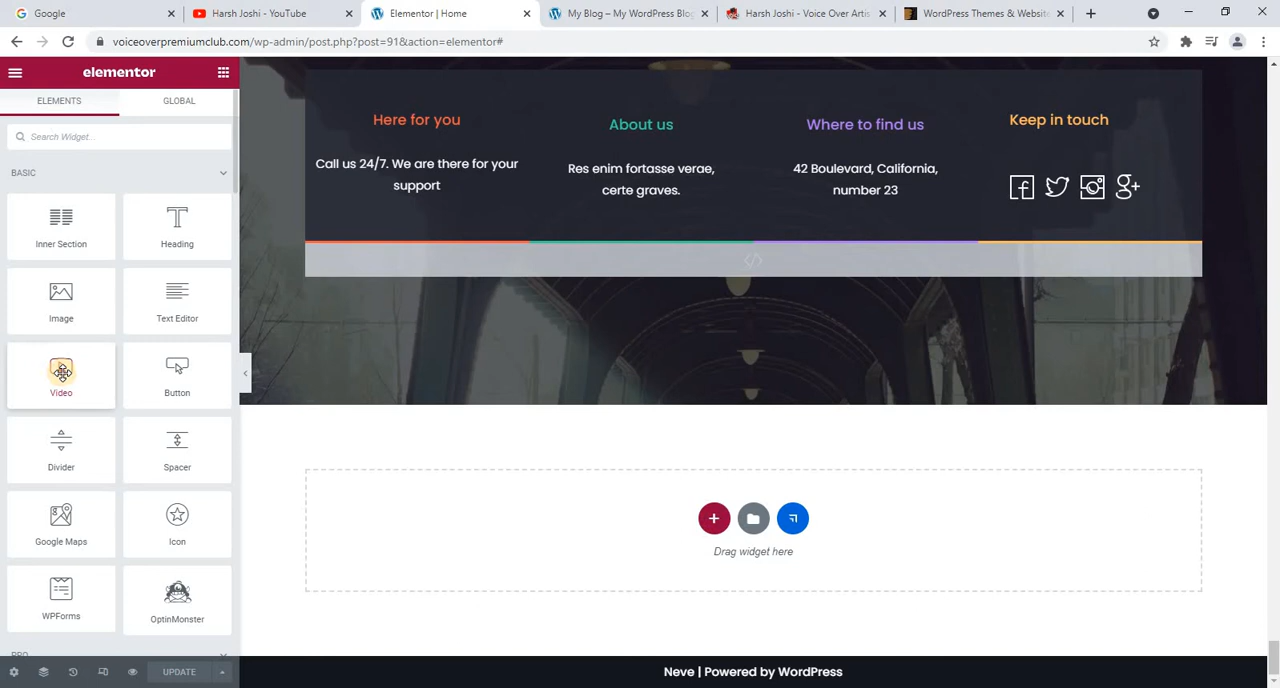 Google
Harsh Joshi - YouTube
Elementor | Home
My Blog – My WordPress Blog
Harsh Joshi - Voice Over Artis
WordPress Themes & Website
voiceoverpremiumclub.com/wp-admin/post.php?post=91&action=elementor#
elementor
ELEMENTS
GLOBAL
Search Widget...
BASIC
Inner Section
Heading
Image
Text Editor
Video
Button
Divider
Spacer
Google Maps
Icon
WPForms
OptinMonster
PRO
UPDATE
Here for you
About us
Where to find us
Keep in touch
Call us 24/7. We are there for your
support
Res enim fortasse verae,
certe graves.
42 Boulevard, California,
number 23
Drag widget here
Neve | Powered by WordPress